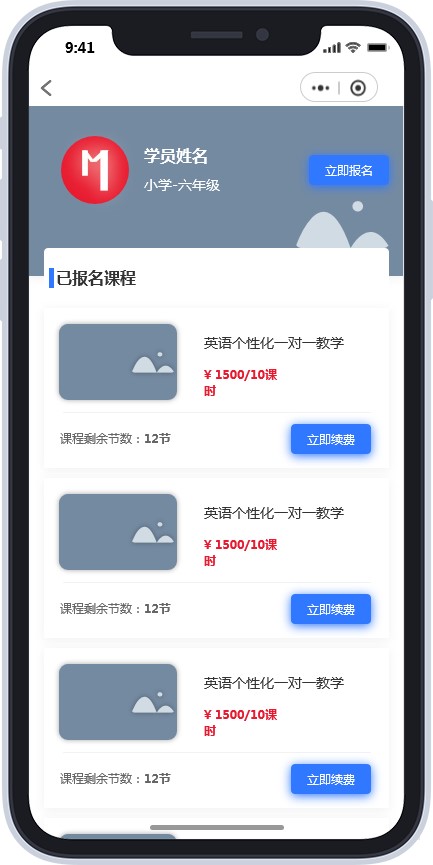 9:41
学员姓名
小学-六年级
立即报名
已报名课程
英语个性化一对一教学
¥ 1500/10课
时
课程剩余节数：12节
立即续费
英语个性化一对一教学
¥ 1500/10课
时
课程剩余节数：12节
立即续费
英语个性化一对一教学
¥ 1500/10课
时
课程剩余节数：12节
立即续费